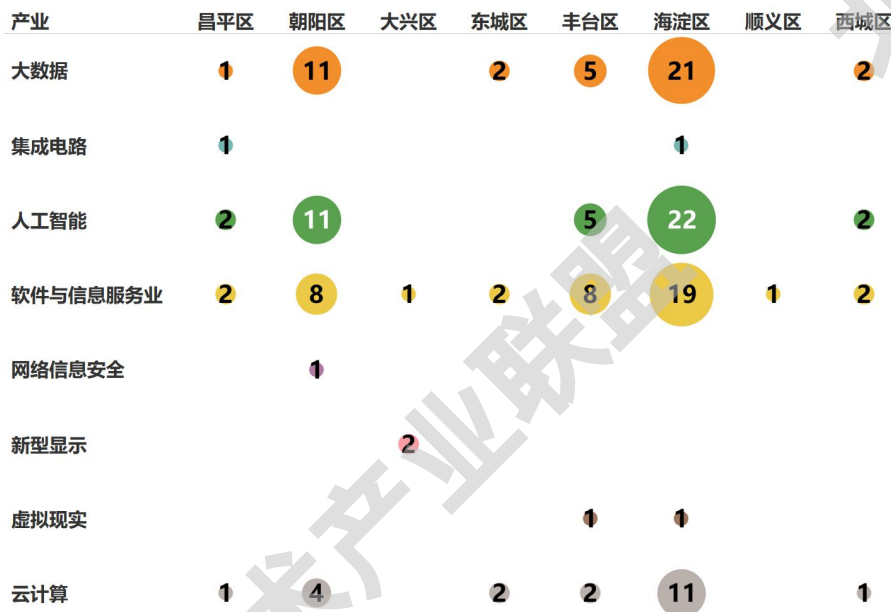 产业 昌平区 朝阳区 大兴区 东城区 丰台区 海淀区 顺义区 西城区
大数据 1 11 2 5 21 2
集成电路 1 1
人工智能 2 11 5 22 2
软件与信息服务业 2 8 1 2 8 19 1 2
网络信息安全 1
新型显示 2
虚拟现实 1 1
云计算 1 4 2 2 11 1
术产业联盟